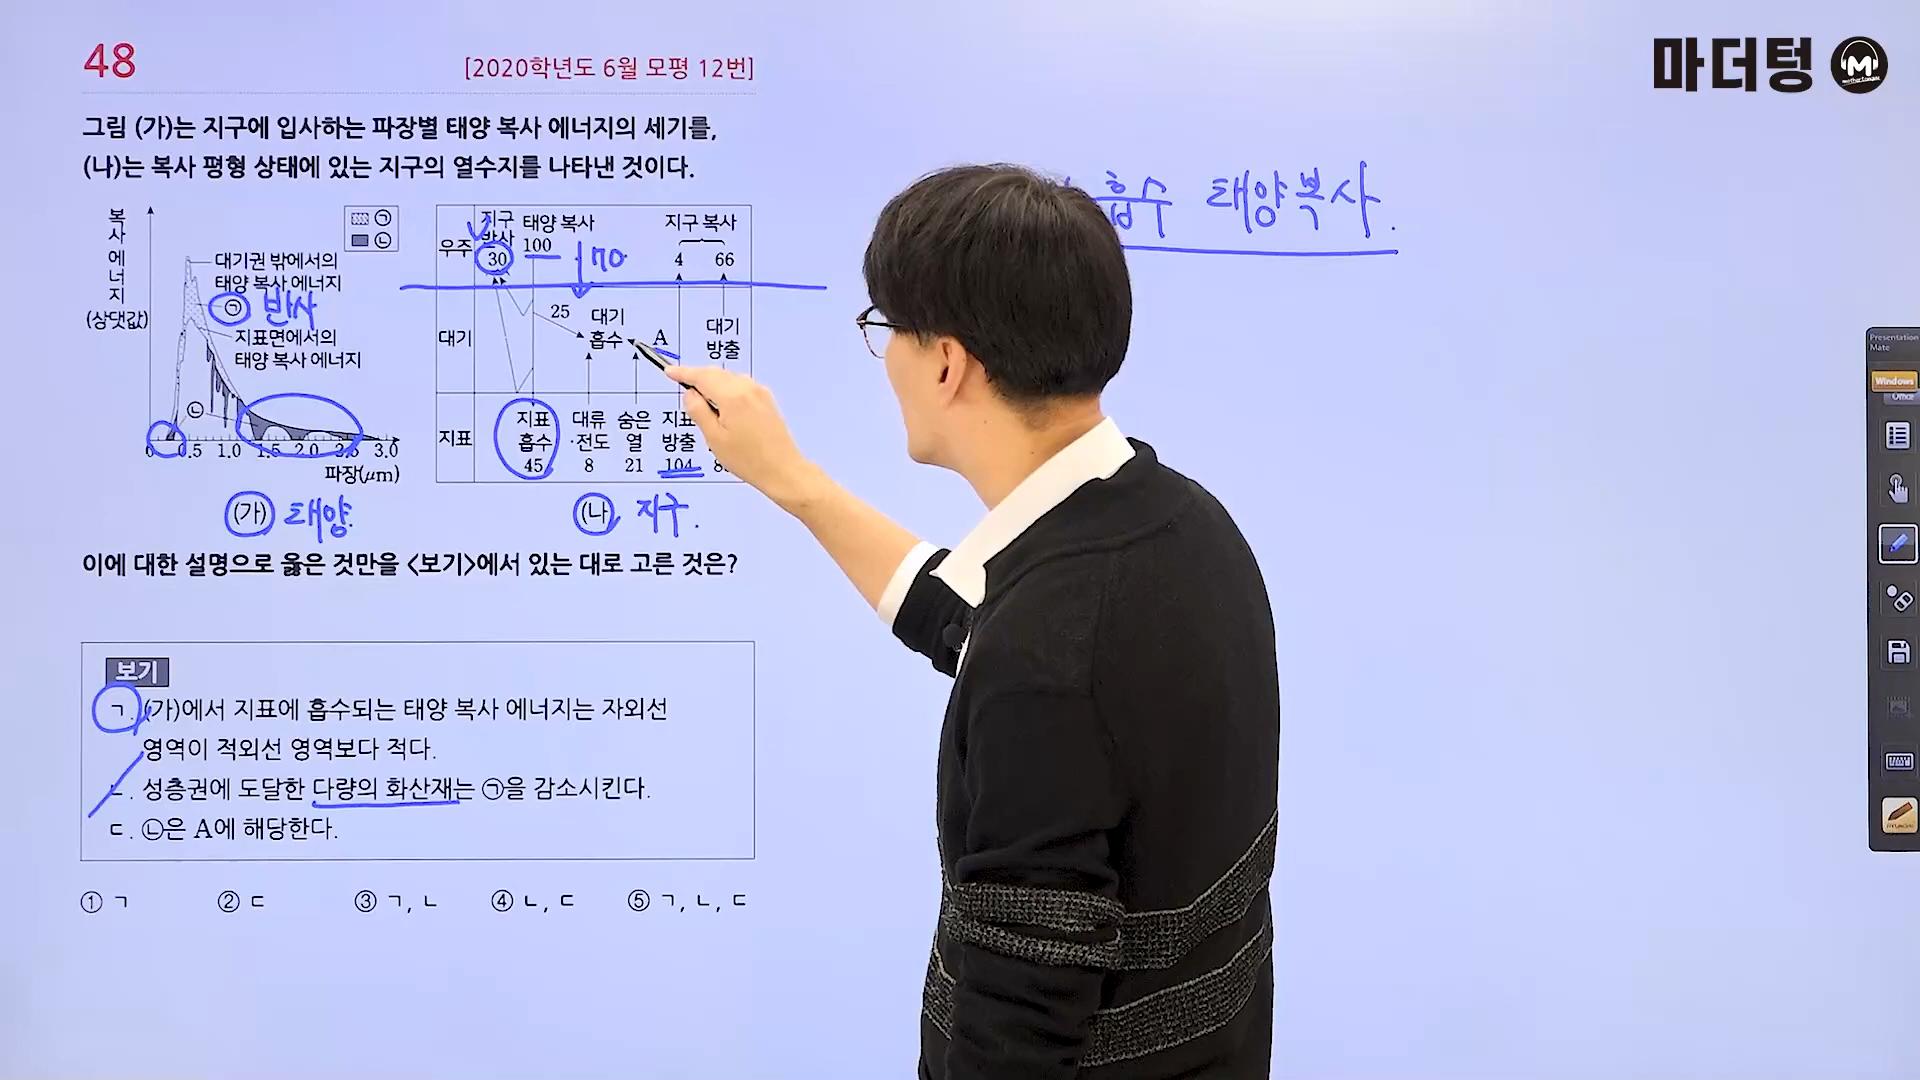 마더텅
48
[2020학년도 6월 모평 12번]
그림 (가)는 지구에 입사하는 파장별 태양 복사 에너지의 세기를,
(나)는 복사 평형 상태에 있는 지구의 열수지를 나타낸 것이다.
흡수 태양복사.
복사에너지
(상댓값)
㉠
㉡
대기권 밖에서의
태양 복사 에너지
㉠ 반사
지표면에서의
태양 복사 에너지
㉡
0.5 1.0 1.5 2.0 2.5 3.0
파장(μm)
(가) 태양.
지구 반사 태양 복사 지구 복사
우주 30 100 ↓70 4 66
대기 25 대기 흡수 A 대기 방출
지표 지표 흡수 45 대류·전도 8 숨은열 21 방출 104
(나) 지구.
이에 대한 설명으로 옳은 것만을 <보기>에서 있는 대로 고른 것은?
보기
ㄱ. (가)에서 지표에 흡수되는 태양 복사 에너지는 자외선
영역이 적외선 영역보다 적다.
ㄴ. 성층권에 도달한 다량의 화산재는 ㉠을 감소시킨다.
ㄷ. ㉡은 A에 해당한다.
① ㄱ ② ㄷ ③ ㄱ, ㄴ ④ ㄴ, ㄷ ⑤ ㄱ, ㄴ, ㄷ
Presentation
Mate
Windows
Office